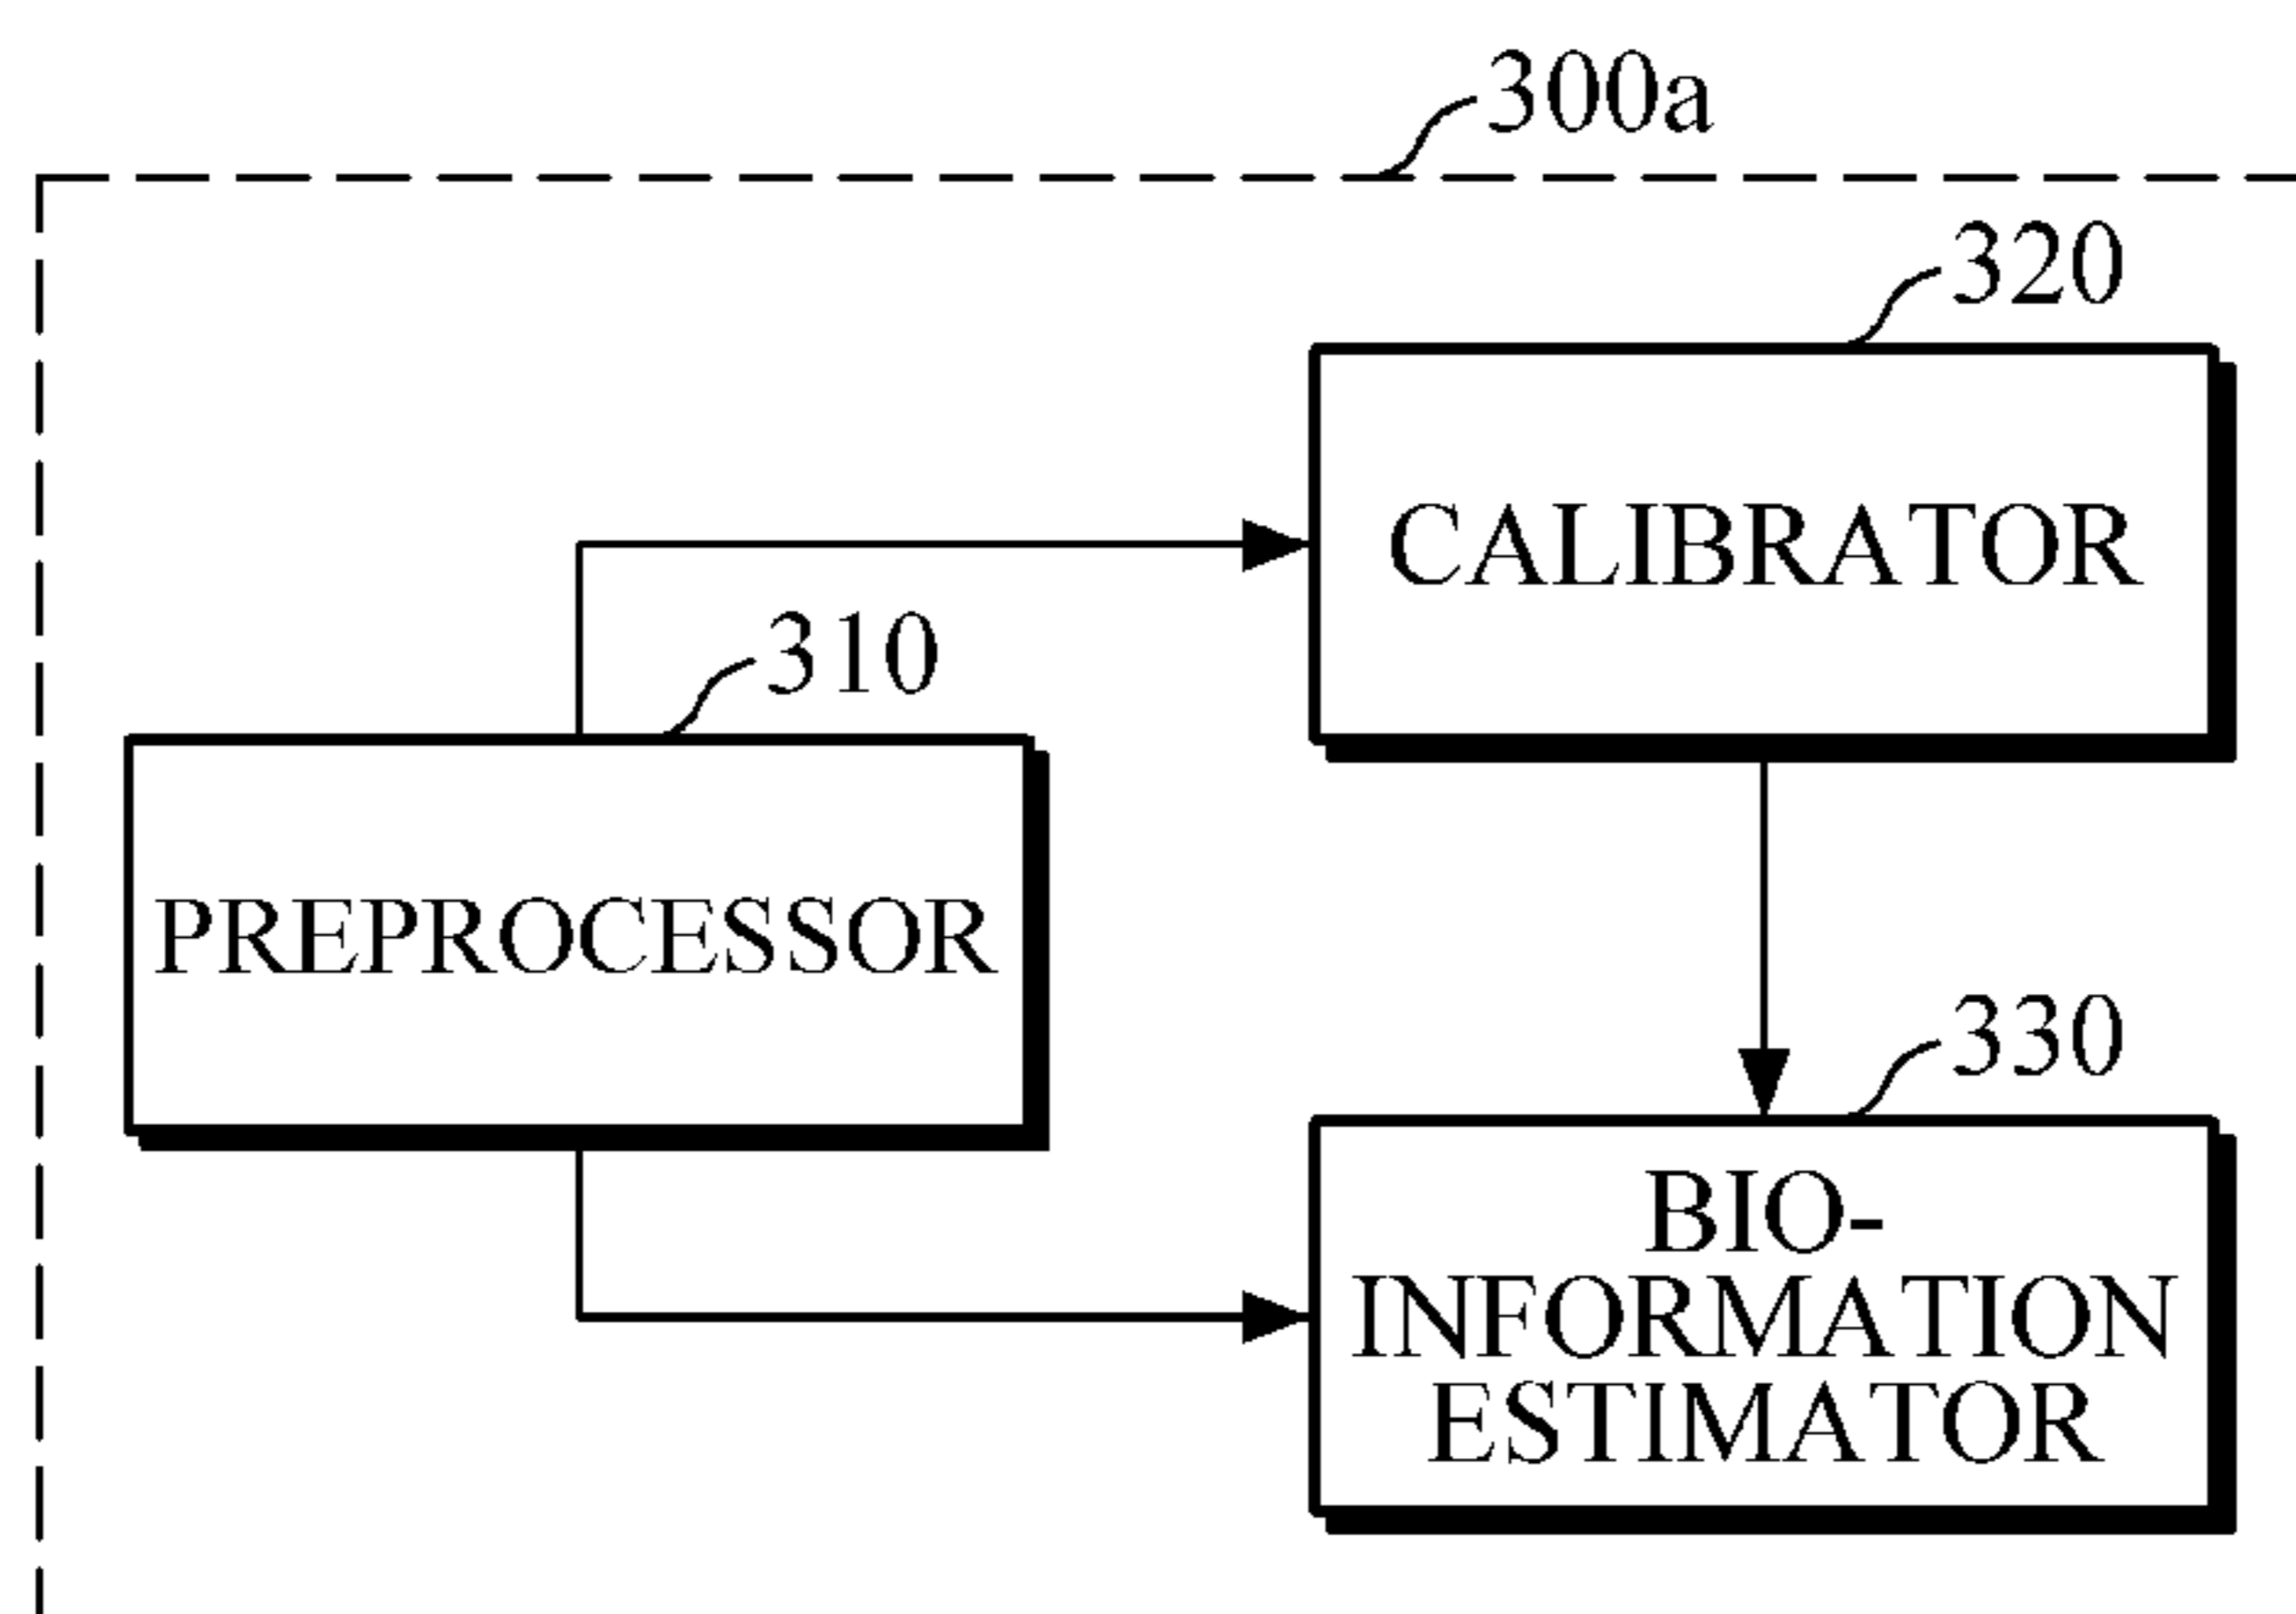 300a
320
CALIBRATOR
310
PREPROCESSOR
330
BIO-
INFORMATION
ESTIMATOR